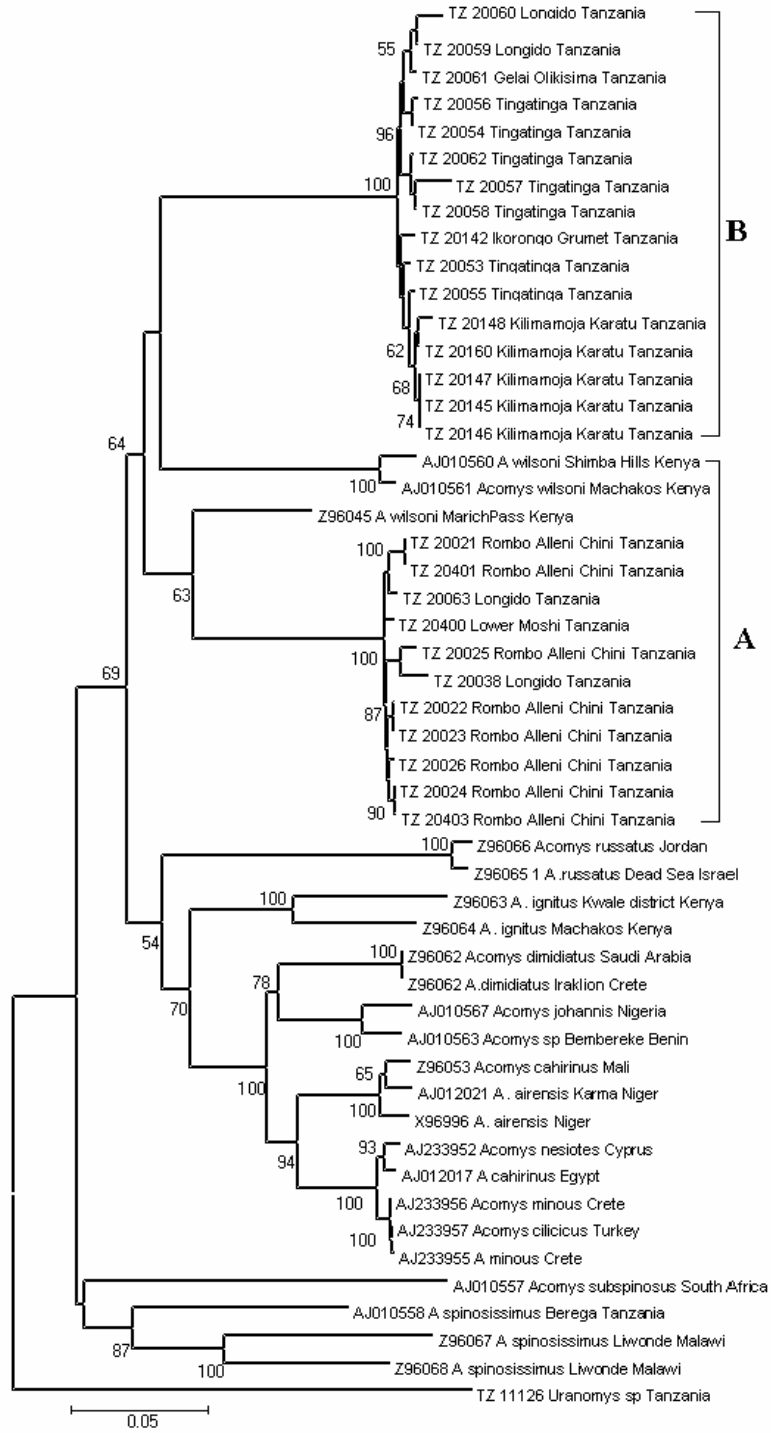 TZ 20060 Longido Tanzania
55
TZ 20059 Longido Tanzania
TZ 20061 Gelai Olikisima Tanzania
TZ 20056 Tingatinga Tanzania
96
TZ 20054 Tingatinga Tanzania
TZ 20062 Tingatinga Tanzania
100
TZ 20057 Tingatinga Tanzania
TZ 20058 Tingatinga Tanzania
B
TZ 20142 Ikorongo Grumet Tanzania
TZ 20053 Tingatinga Tanzania
TZ 20055 Tingatinga Tanzania
TZ 20148 Kilimamoja Karatu Tanzania
62
TZ 20160 Kilimamoja Karatu Tanzania
TZ 20147 Kilimamoja Karatu Tanzania
68
TZ 20145 Kilimamoja Karatu Tanzania
74
TZ 20146 Kilimamoja Karatu Tanzania
64
AJ010560 A wilsoni Shimba Hills Kenya
100
AJ010561 Acomys wilsoni Machakos Kenya
Z96045 A wilsoni MarichPass Kenya
100
TZ 20021 Rombo Alleni Chini Tanzania
TZ 20401 Rombo Alleni Chini Tanzania
63
TZ 20063 Longido Tanzania
TZ 20400 Lower Moshi Tanzania
A
100
TZ 20025 Rombo Alleni Chini Tanzania
69
TZ 20038 Longido Tanzania
TZ 20022 Rombo Alleni Chini Tanzania
87
TZ 20023 Rombo Alleni Chini Tanzania
TZ 20026 Rombo Alleni Chini Tanzania
TZ 20024 Rombo Alleni Chini Tanzania
90
TZ 20403 Rombo Alleni Chini Tanzania
100
Z96066 Acomys russatus Jordan
Z96065 1 A .russatus Dead Sea Israel
100
Z96063 A . ignitus Kwale district Kenya
Z96064 A . ignitus Machakos Kenya
54
100
Z96062 Acomys dimidiatus Saudi Arabia
78
Z96062 A.dimidiatus Iraklion Crete
70
AJ010567 Acomys johannis Nigeria
100
AJ010563 Acomys sp Bembereke Benin
65
Z96053 Acomys cahirinus Mali
100
AJ012021 A . airensis Karma Niger
100
X96996 A . airensis Niger
93
AJ233952 Acomys nesiotes Cyprus
94
AJ012017 A cahirinus Egypt
100
AJ233956 Acomys minous Crete
AJ233957 Acomys cilicicus Turkey
100
AJ233955 A minous Crete
AJ010557 Acomys subspinosus South Africa
AJ010558 A spinosissimus Berega Tanzania
87
Z96067 A spinosissimus Liwonde Malawi
100
Z96068 A spinosissimus Liwonde Malawi
TZ 11126 Uranomys sp Tanzania
0.05